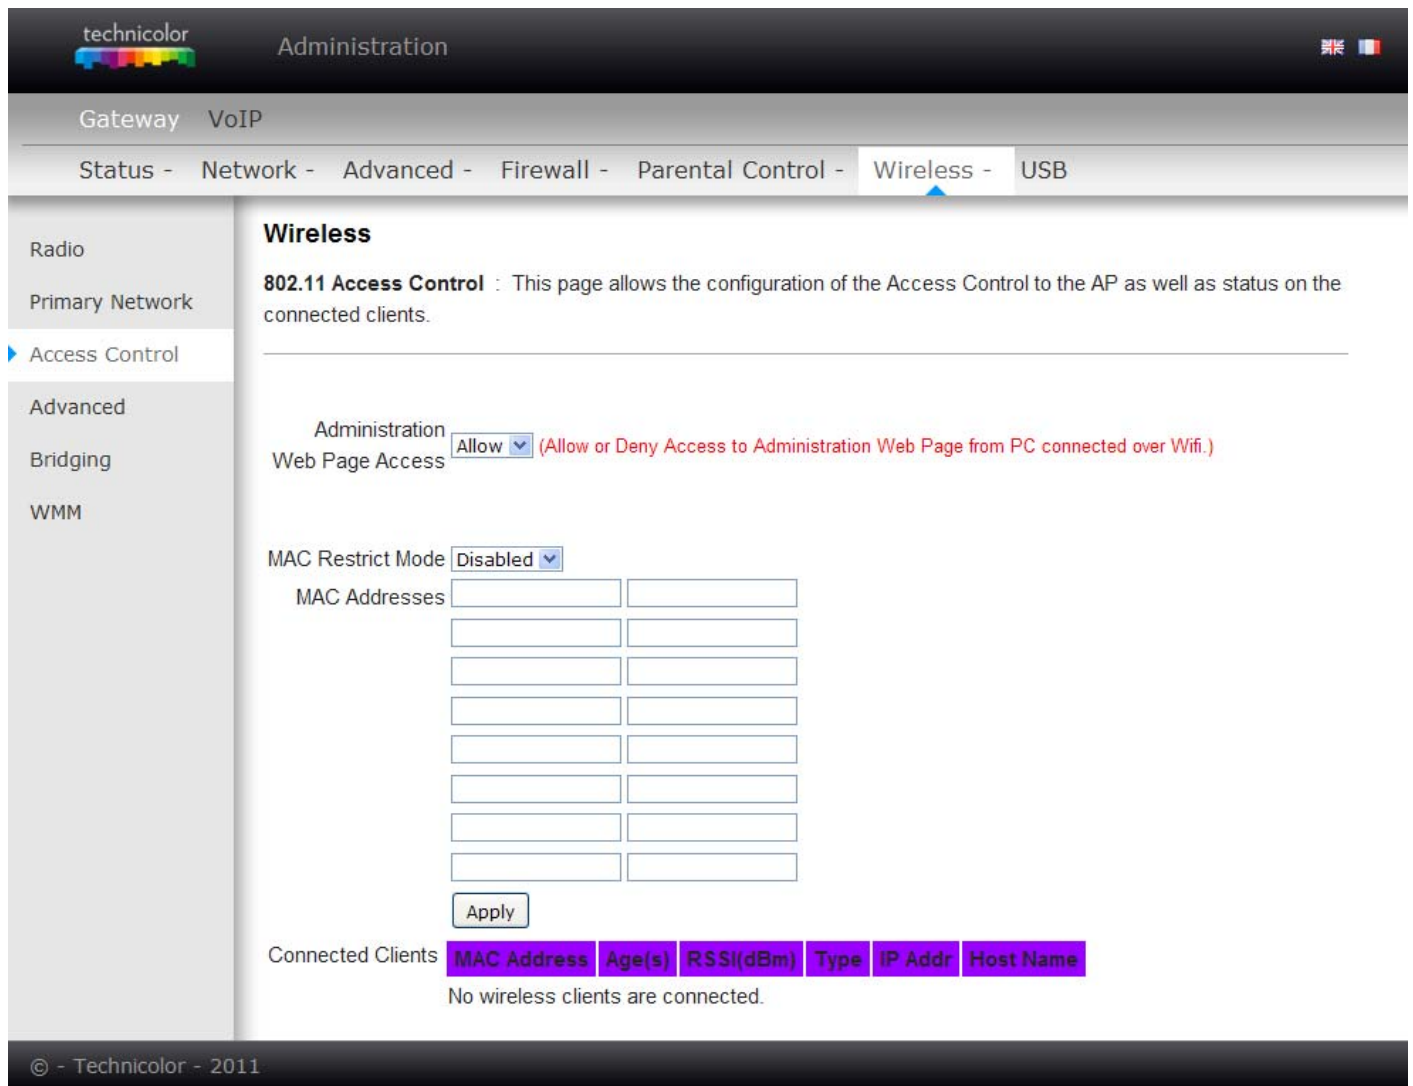 technicolor
Administration
Gateway VoIP
Status - Network - Advanced - Firewall - Parental Control - Wireless - USB
Radio
Primary Network
Access Control
Advanced
Bridging
WMM
Wireless
802.11 Access Control : This page allows the configuration of the Access Control to the AP as well as status on the
connected clients.
Administration
Web Page Access Allow (Allow or Deny Access to Administration Web Page from PC connected over Wifi.)
MAC Restrict Mode Disabled
MAC Addresses
Apply
Connected Clients MAC Address Age(s) RSSI(dBm) Type IP Addr Host Name
No wireless clients are connected.
© - Technicolor - 2011